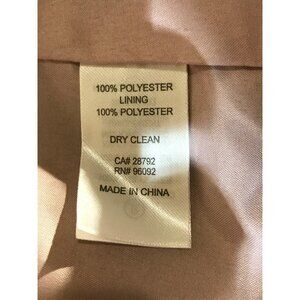 100% POLYESTER
LINING
100% POLYESTER
DRY CLEAN
CA# 28792
RN# 96092
MADE IN CHINA